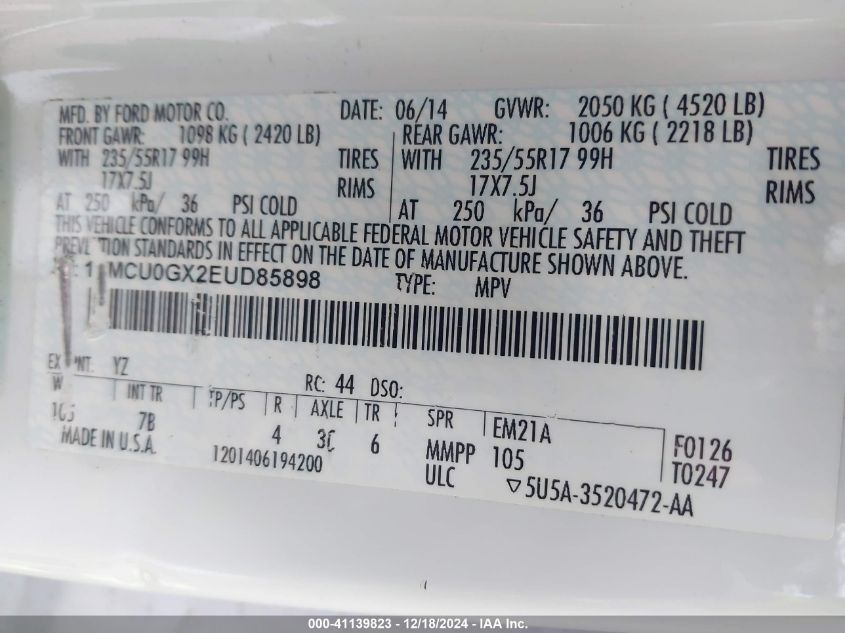 MFD. BY FORD MOTOR CO. DATE: 06/14 GVWR: 2050 KG ( 4520 LB)
FRONT GAWR: 1098 KG ( 2420 LB) REAR GAWR: 1006 KG ( 2218 LB)
WITH 235/55R17 99H TIRES WITH 235/55R17 99H TIRES
17X7.5J RIMS 17X7.5J RIMS
AT 250 kPa/ 36 PSI COLD AT 250 kPa/ 36 PSI COLD
THIS VEHICLE CONFORMS TO ALL APPLICABLE FEDERAL MOTOR VEHICLE SAFETY AND THEFT
STANDARDS IN EFFECT ON THE DATE OF MANUFACTURE SHOWN ABOVE.
MCU0GX2EUD85898 TYPE: MPV
YZ RC: 44 DSO:
INT TR TP/PS R AXLE TR SPR EM21A F0126
7B 4 6 MMPP 105 T0247
MADE IN U.S.A. 1201406194200 ULC ▽5U5A-3520472-AA
000-41139823 - 12/18/2024 - IAA Inc.